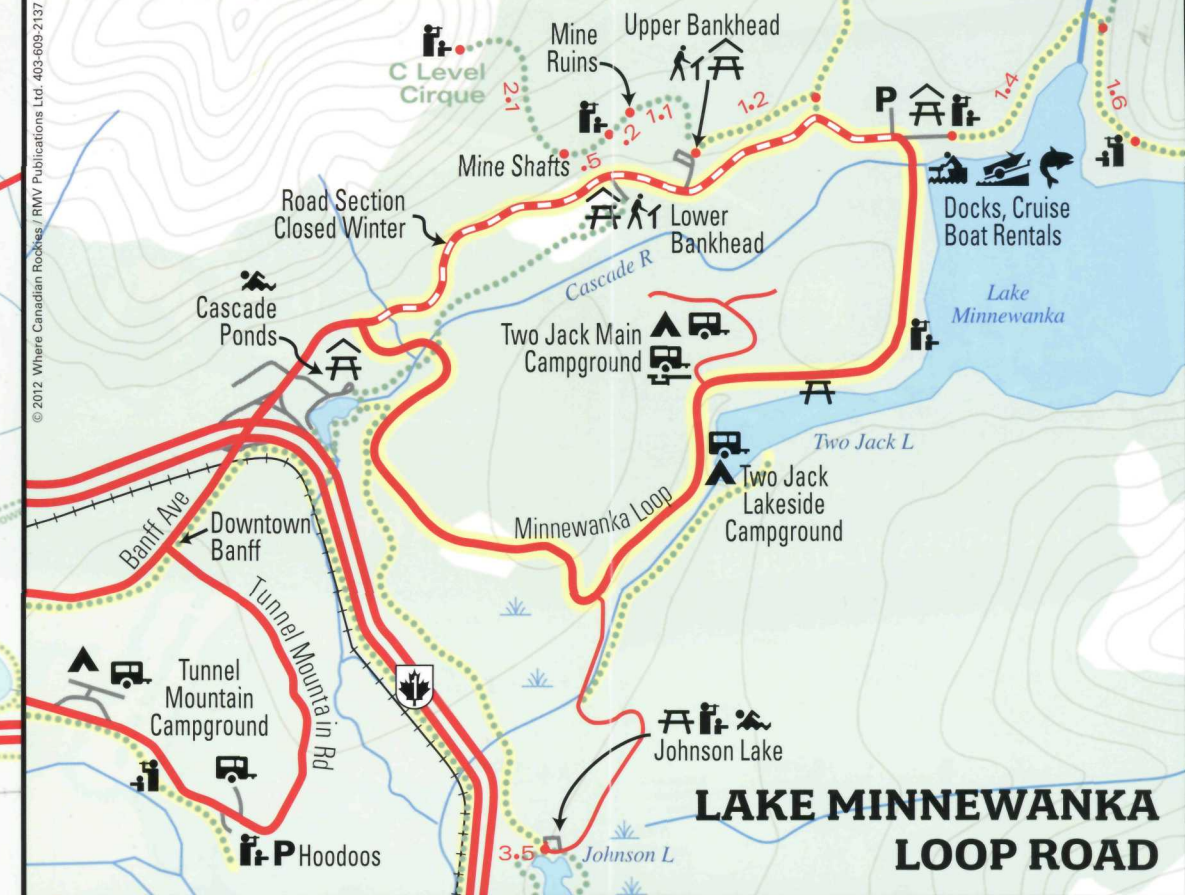 © 2012 Where Canadian Rockies / RMV Publications Ltd. 403-609-2137
Upper Bankhead
Mine
Ruins
C Level
Cirque
2.1
1.1
1.2
.2
.5
Mine Shafts
P
1.4
1.6
Road Section
Closed Winter
Lower
Bankhead
Docks, Cruise
Boat Rentals
Cascade R
Lake
Minnewanka
Cascade
Ponds
Two Jack Main
Campground
Two Jack L
Two Jack
Lakeside
Campground
Minnewanka Loop
Banff Ave
Downtown
Banff
Tunnel Mountain Rd
Tunnel
Mountain
Campground
1
Johnson Lake
P Hoodoos
3.5
Johnson L
LAKE MINNEWANKA
LOOP ROAD